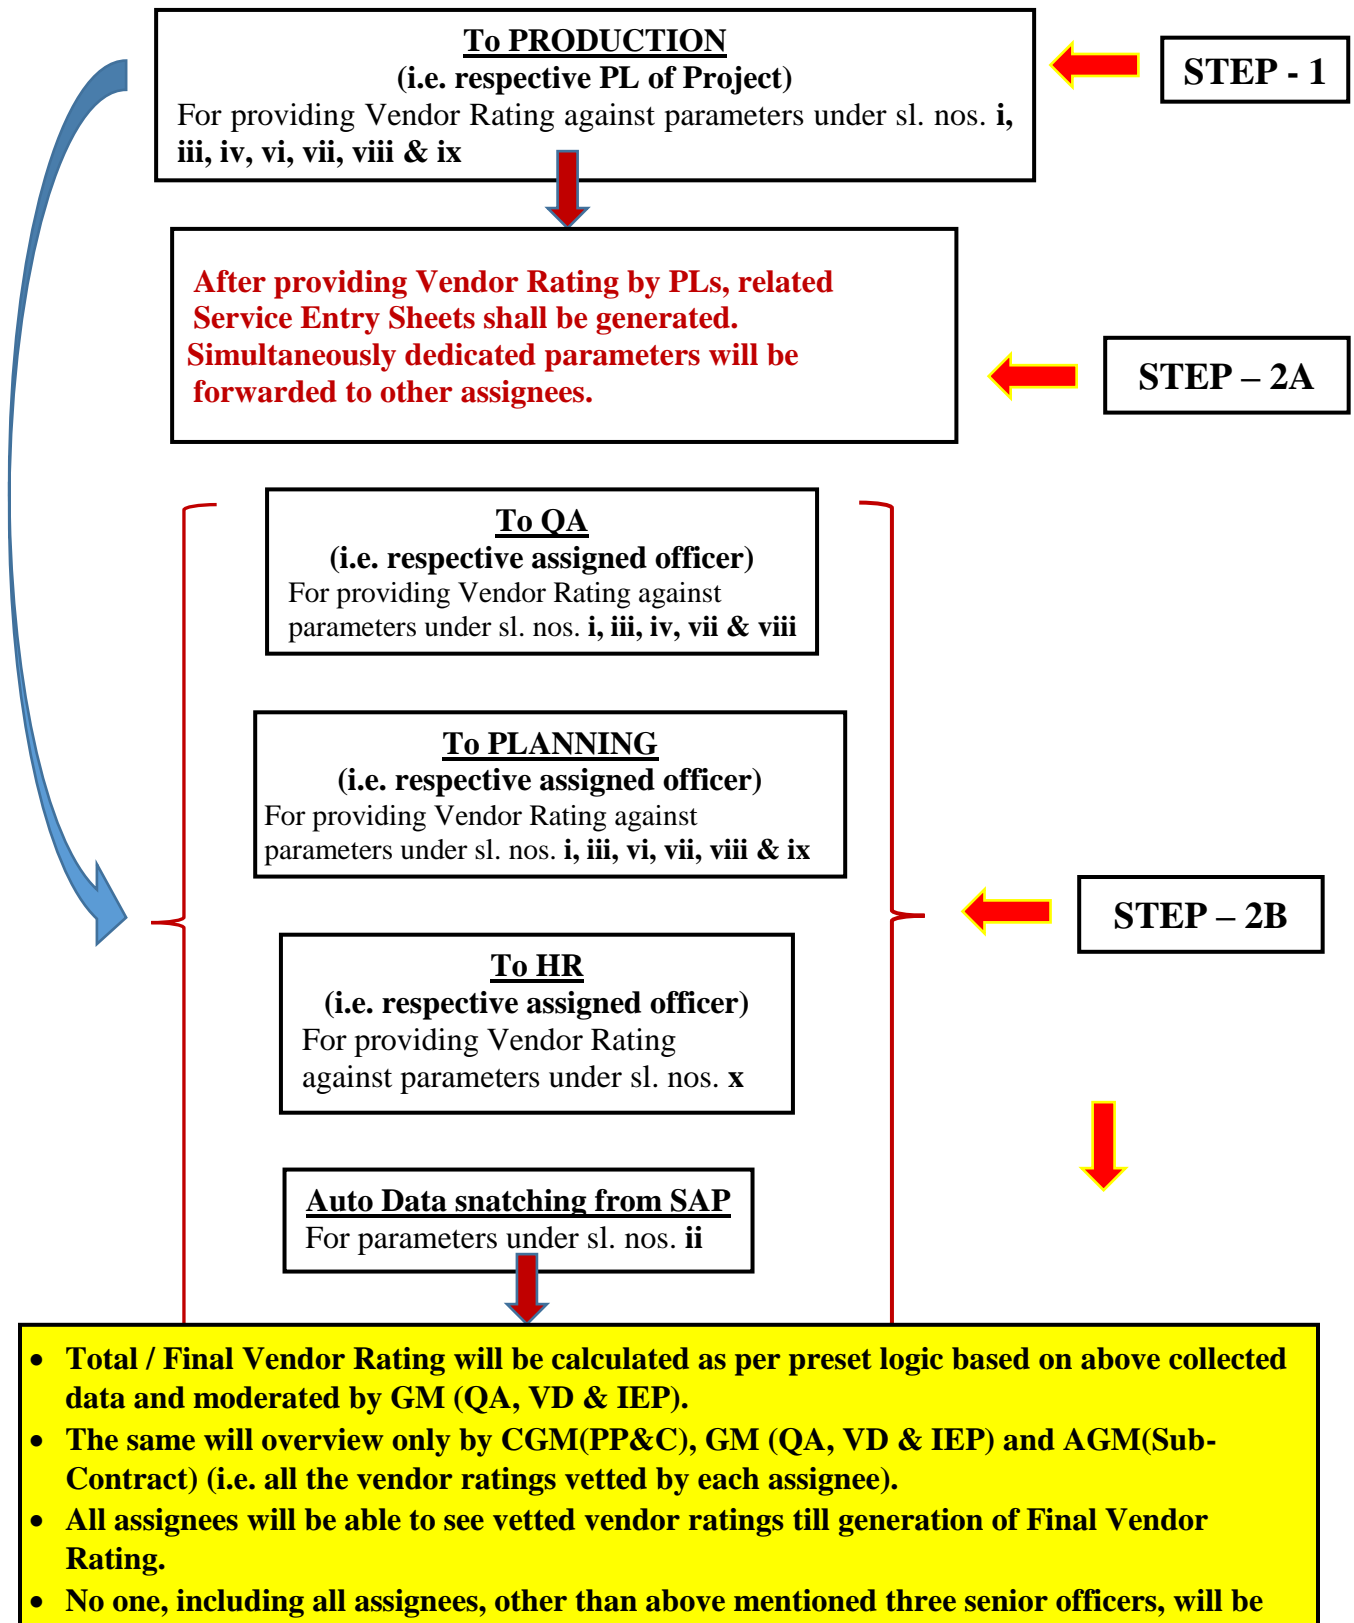 To PRODUCTION
(i.e. respective PL of Project)
For providing Vendor Rating against parameters under sl. nos. i,
iii, iv, vi, vii, viii & ix
STEP - 1
After providing Vendor Rating by PLs, related
Service Entry Sheets shall be generated.
Simultaneously dedicated parameters will be
forwarded to other assignees.
STEP – 2A
To QA
(i.e. respective assigned officer)
For providing Vendor Rating against
parameters under sl. nos. i, iii, iv, vii & viii
To PLANNING
(i.e. respective assigned officer)
For providing Vendor Rating against
parameters under sl. nos. i, iii, vi, vii, viii & ix
STEP – 2B
To HR
(i.e. respective assigned officer)
For providing Vendor Rating
against parameters under sl. nos. x
Auto Data snatching from SAP
For parameters under sl. nos. ii
• Total / Final Vendor Rating will be calculated as per preset logic based on above collected
data and moderated by GM (QA, VD & IEP).
• The same will overview only by CGM(PP&C), GM (QA, VD & IEP) and AGM(Sub-
Contract) (i.e. all the vendor ratings vetted by each assignee).
• All assignees will be able to see vetted vendor ratings till generation of Final Vendor
Rating.
• No one, including all assignees, other than above mentioned three senior officers, will be